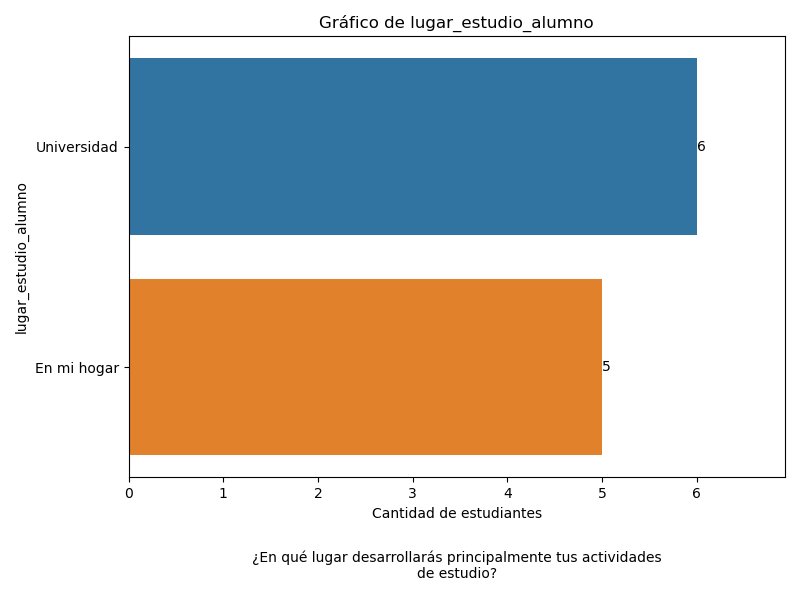 Gráfico de lugar_estudio_alumno
lugar_estudio_alumno
Universidad
6
En mi hogar
5
0 1 2 3 4 5 6
Cantidad de estudiantes
¿En qué lugar desarrollarás principalmente tus actividades
de estudio?